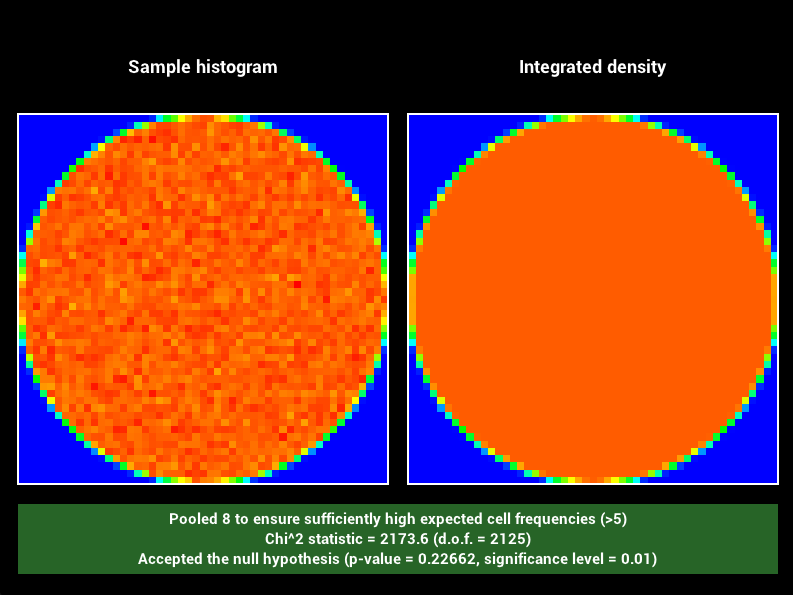 Sample histogram
Integrated density
Pooled 8 to ensure sufficiently high expected cell frequencies (>5)
Chi^2 statistic = 2173.6 (d.o.f. = 2125)
Accepted the null hypothesis (p-value = 0.22662, significance level = 0.01)